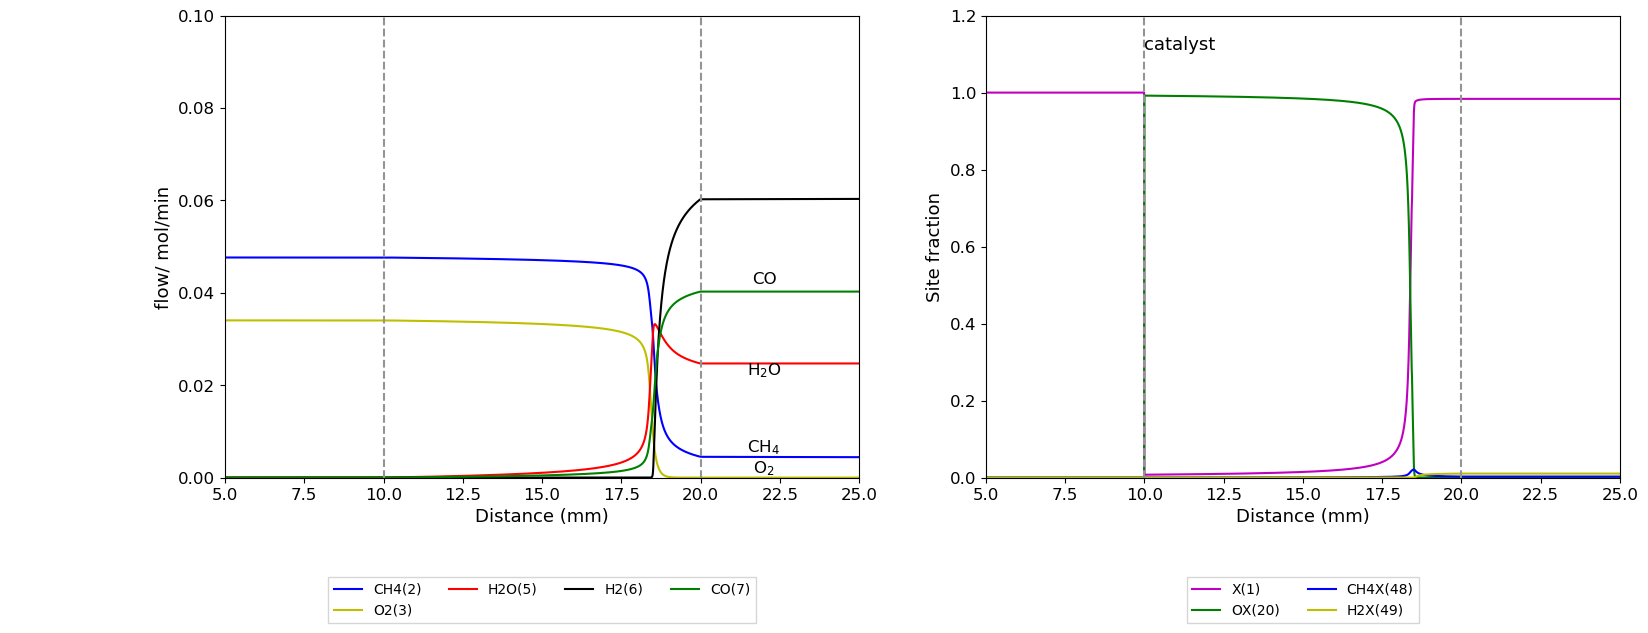 0.10
0.08
0.06
0.04
0.02
0.00
flow/ mol/min
CO
H₂O
CH₄
O₂
5.0 7.5 10.0 12.5 15.0 17.5 20.0 22.5 25.0
Distance (mm)
CH4(2) H2O(5) H2(6) CO(7)
O2(3)
1.2
1.0
0.8
0.6
0.4
0.2
0.0
Site fraction
catalyst
5.0 7.5 10.0 12.5 15.0 17.5 20.0 22.5 25.0
Distance (mm)
X(1) CH4X(48)
OX(20) H2X(49)